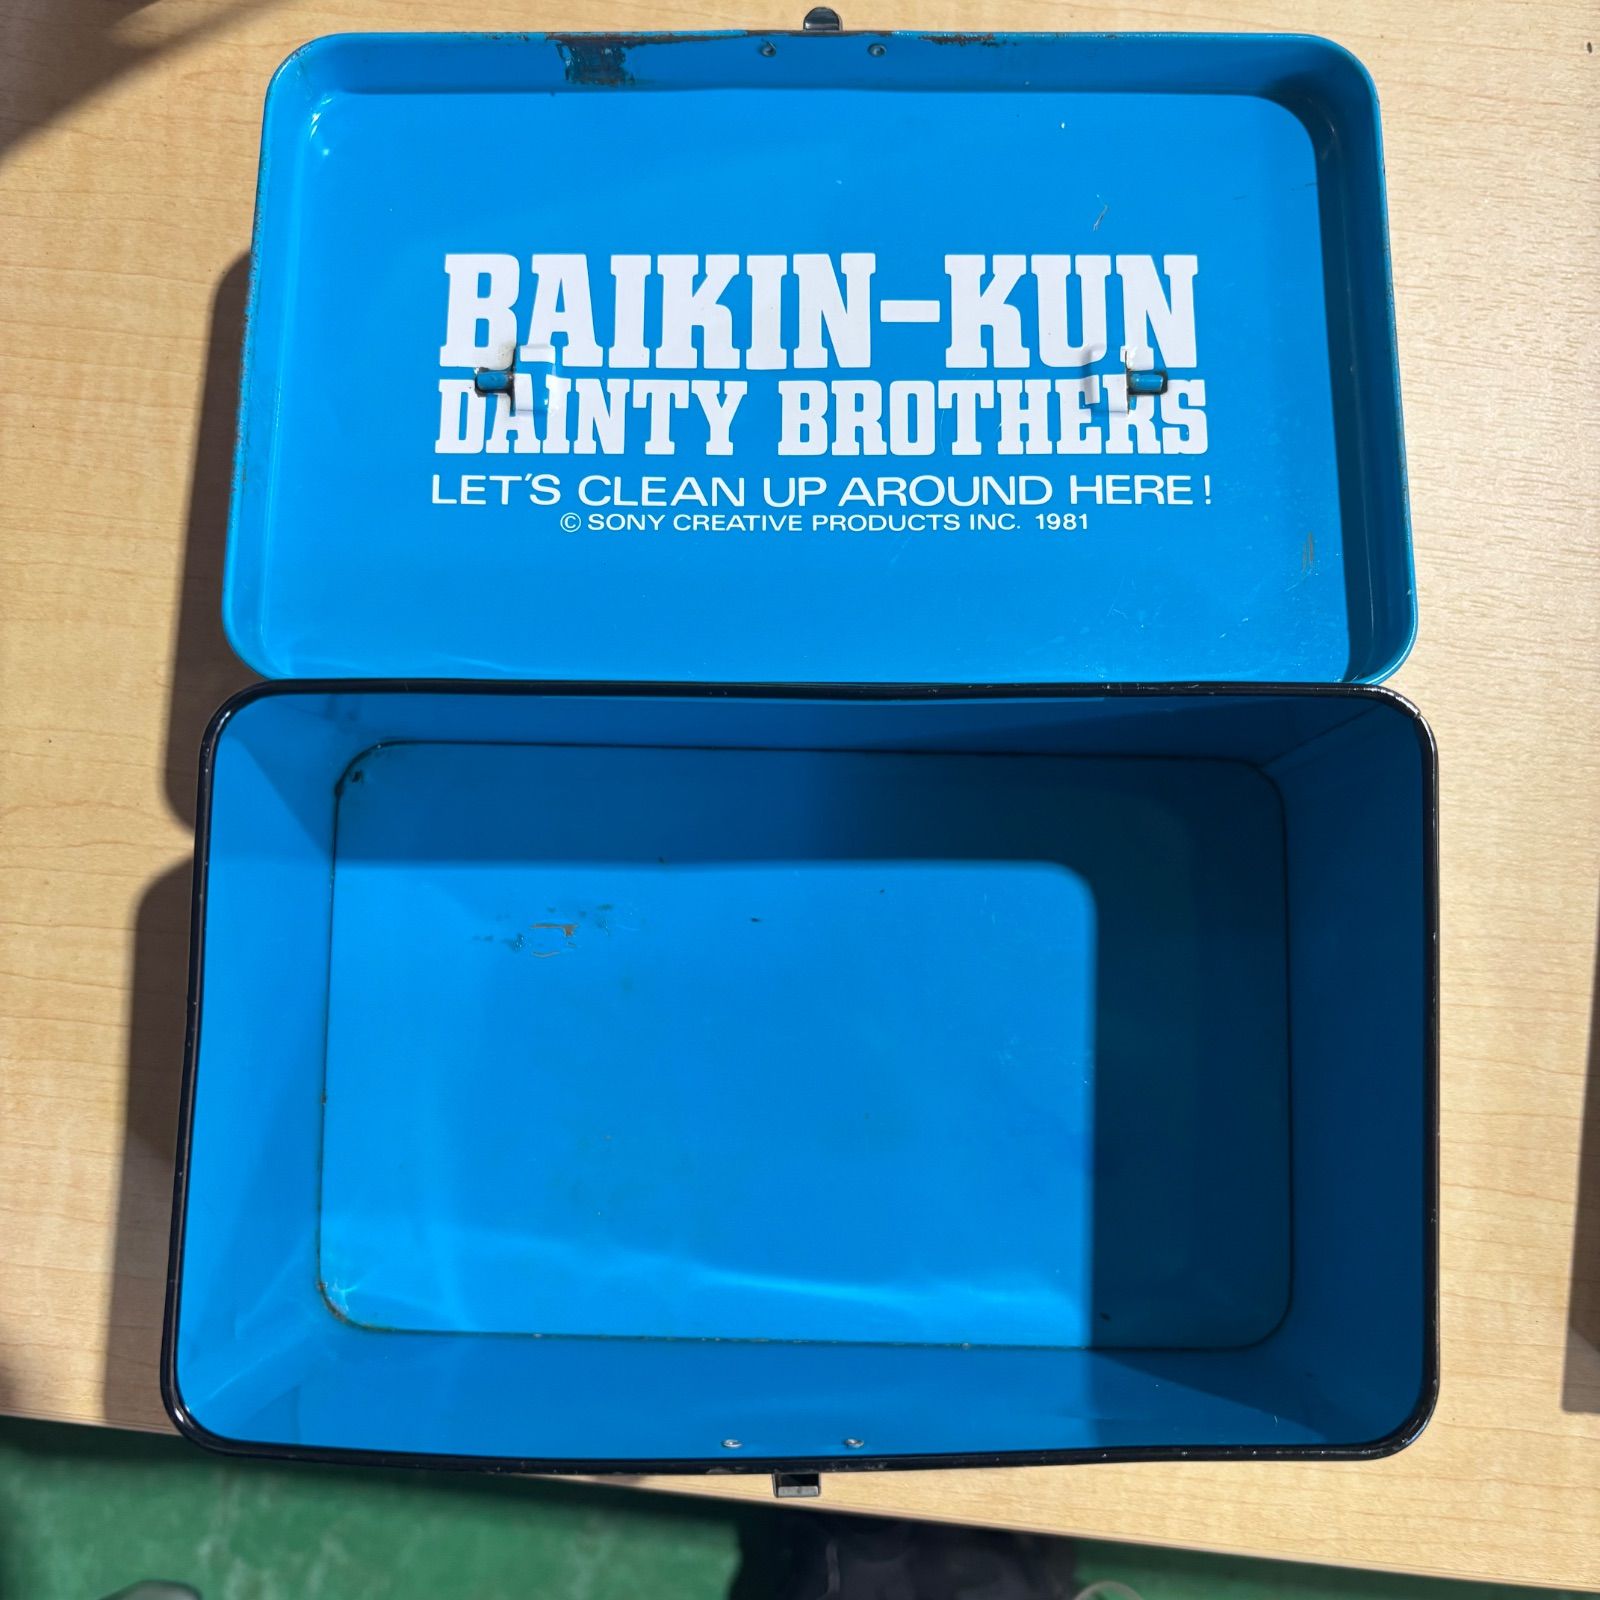 BAIKIN-KUN
DAINTY BROTHERS
LET'S CLEAN UP AROUND HERE!
© SONY CREATIVE PRODUCTS INC. 1981